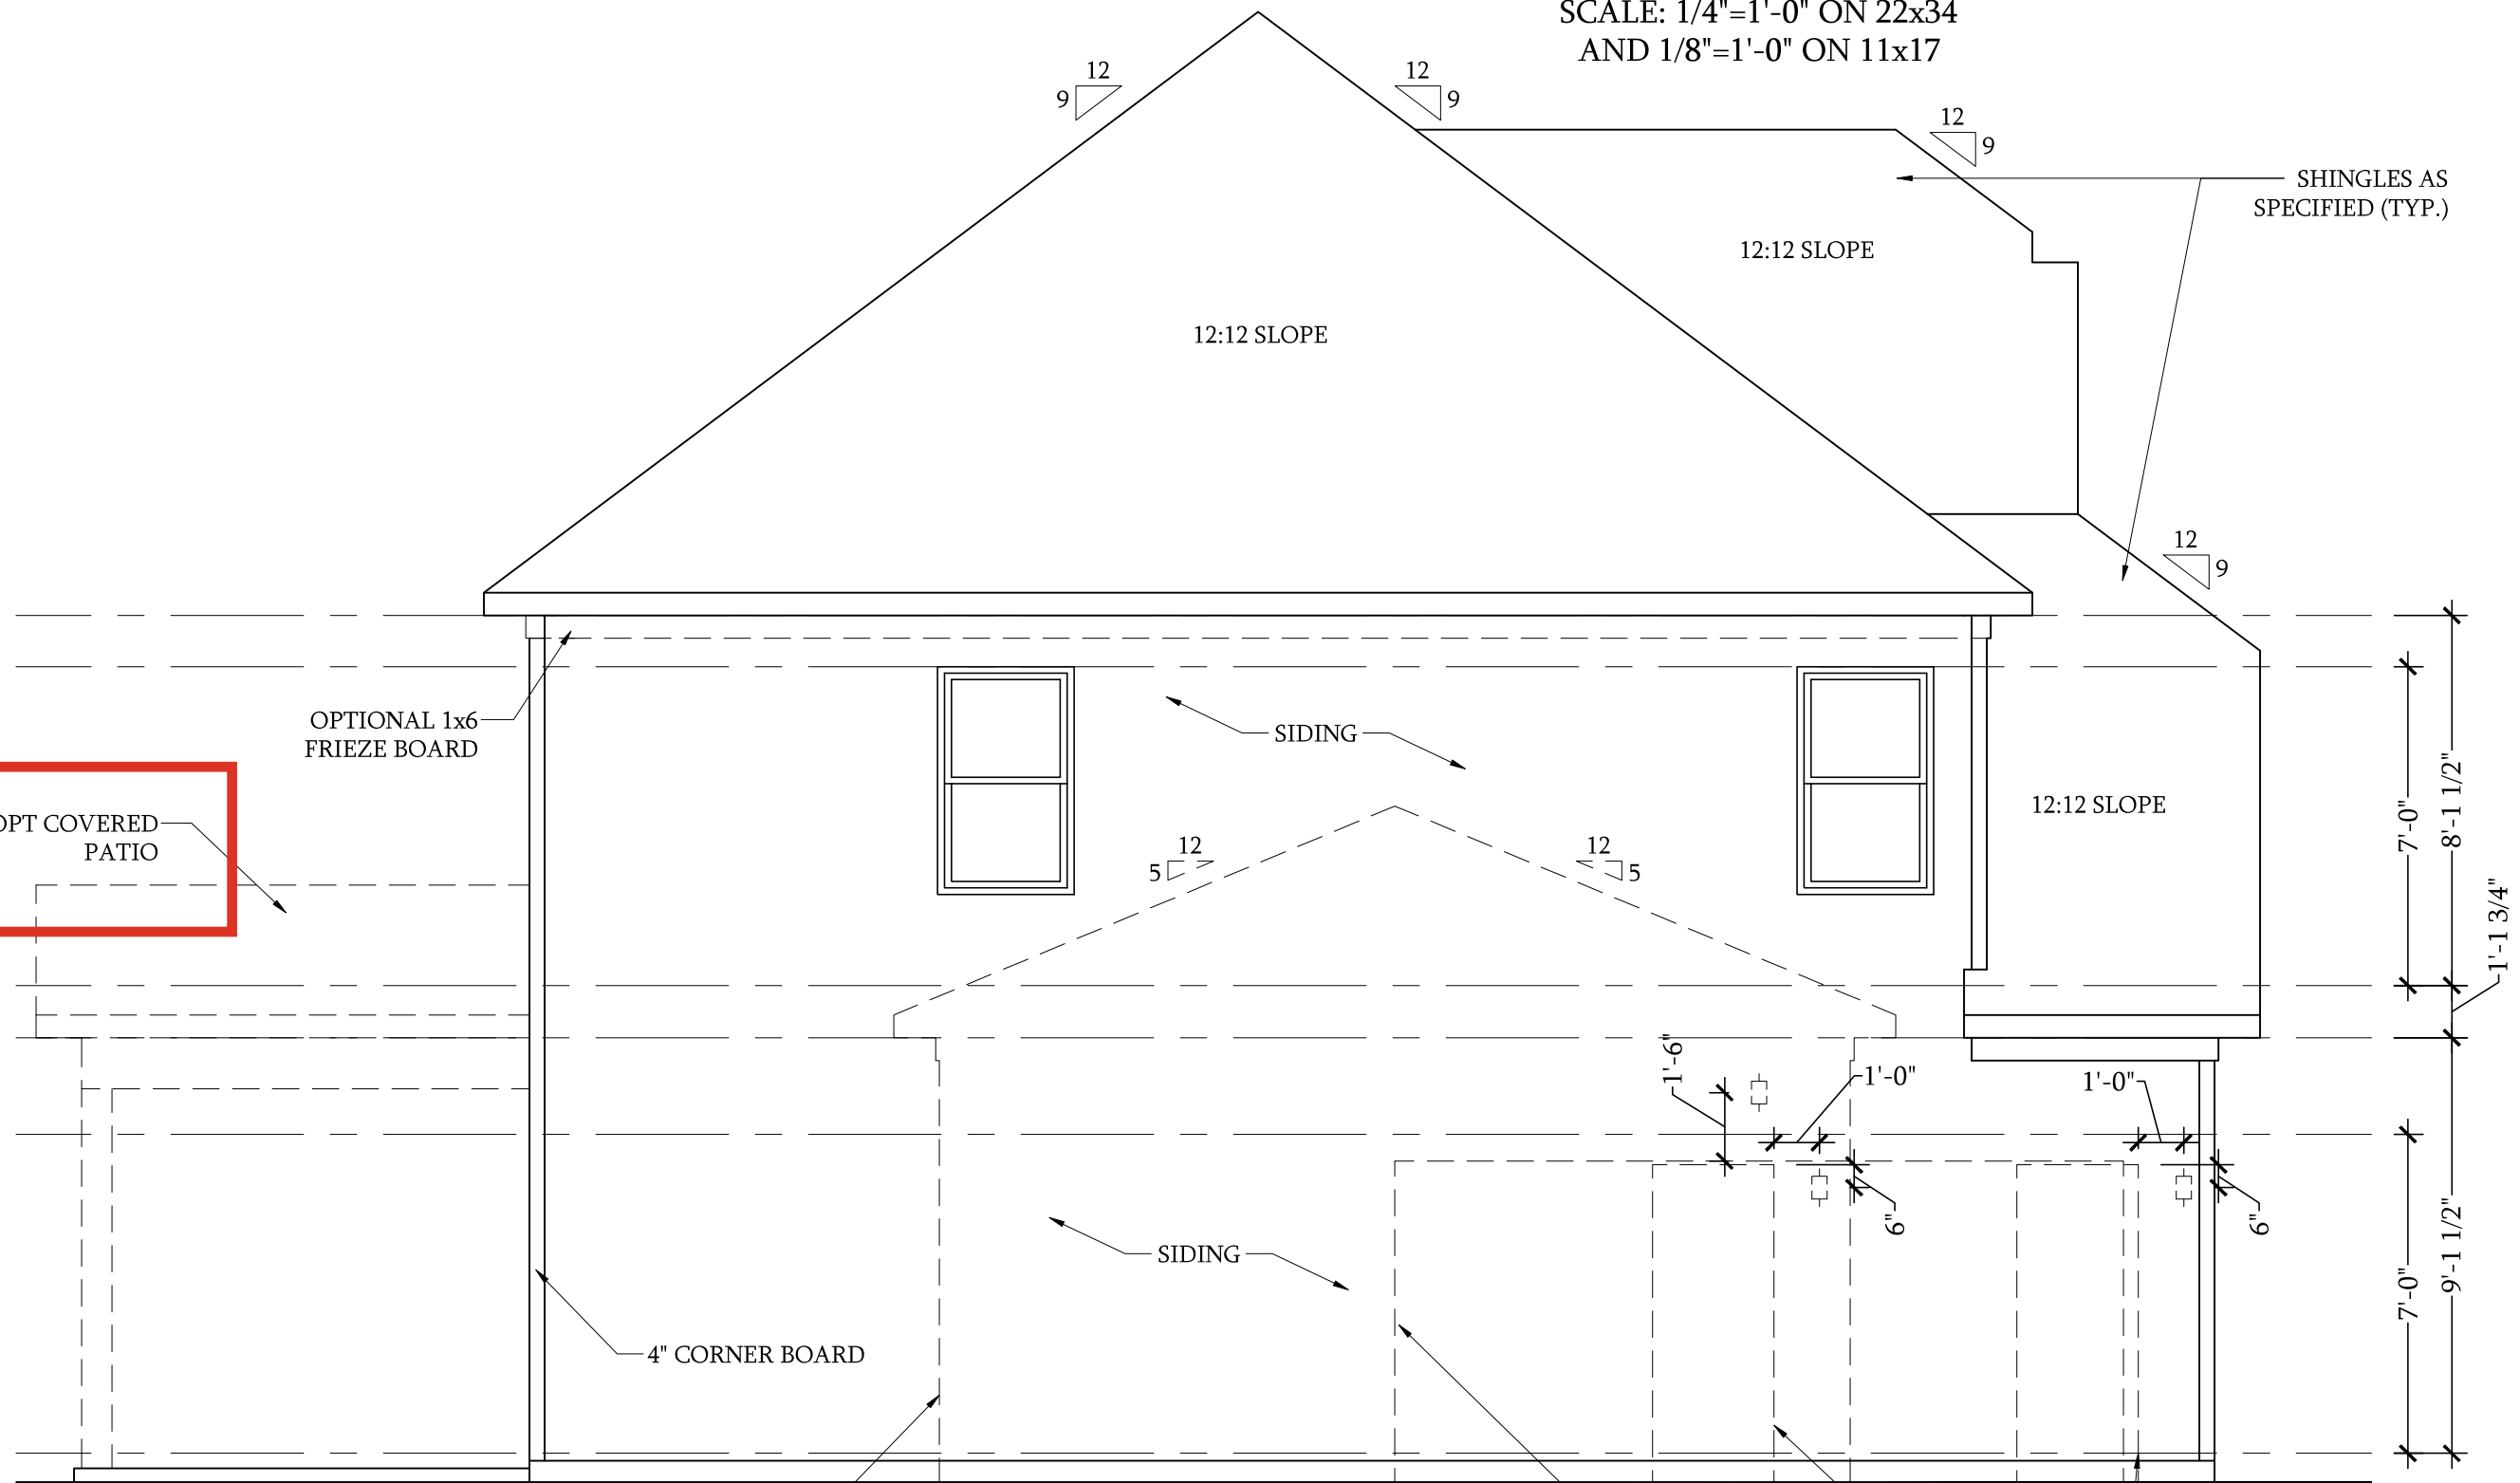 SCALE: 1/4"=1'-0" ON 22x34
AND 1/8"=1'-0" ON 11x17
12
9
12
9
12
9
SHINGLES AS
SPECIFIED (TYP.)
12:12 SLOPE
12:12 SLOPE
12
9
OPTIONAL 1x6
FRIEZE BOARD
SIDING
OPT COVERED
PATIO
12
5
12
5
12:12 SLOPE
7'-0"
8'-1 1/2"
1'-1 3/4"
1'-6"
1'-0"
1'-0"
6"
6"
SIDING
7'-0"
9'-1 1/2"
4" CORNER BOARD